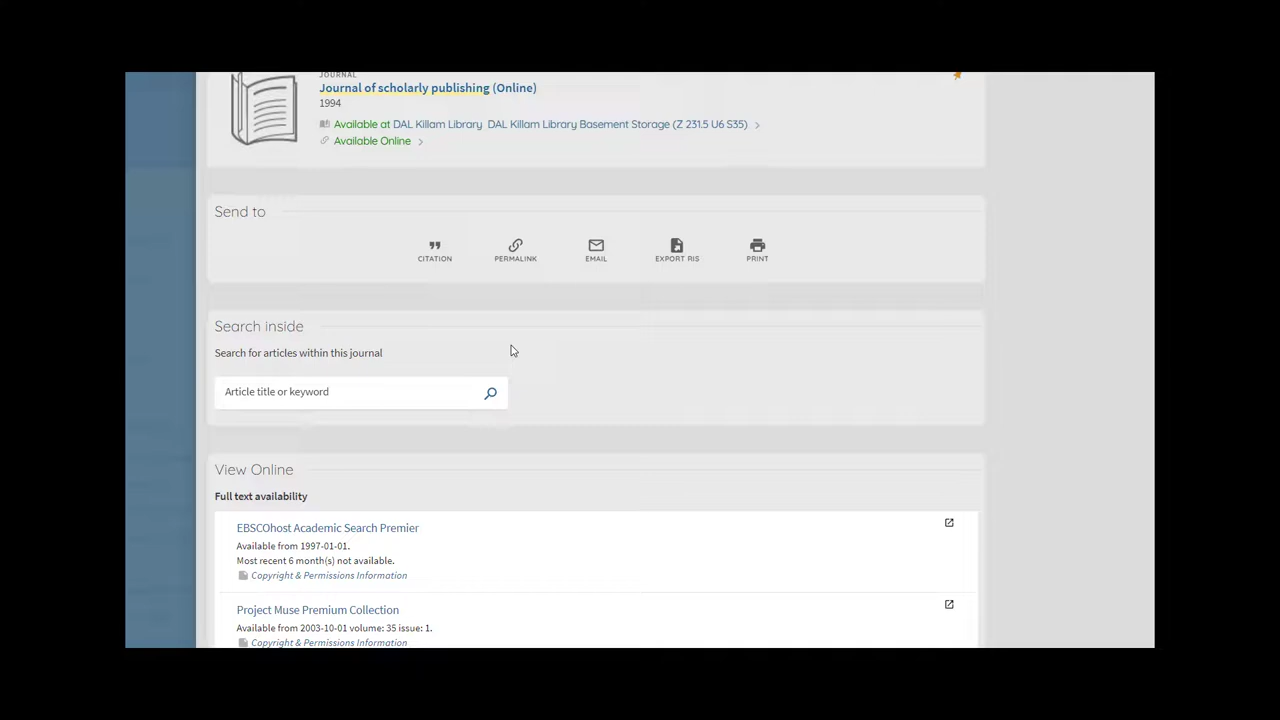 JOURNAL
Journal of scholarly publishing (Online)
1994
Available at DAL Killam Library DAL Killam Library Basement Storage (Z 231.5 U6 S35)
Available Online
Send to
CITATION PERMALINK EMAIL EXPORT RIS PRINT
Search inside
Search for articles within this journal
Article title or keyword
View Online
Full text availability
EBSCOhost Academic Search Premier
Available from 1997-01-01.
Most recent 6 month(s) not available.
Copyright & Permissions Information
Project Muse Premium Collection
Available from 2003-10-01 volume: 35 issue: 1.
Copyright & Permissions Information